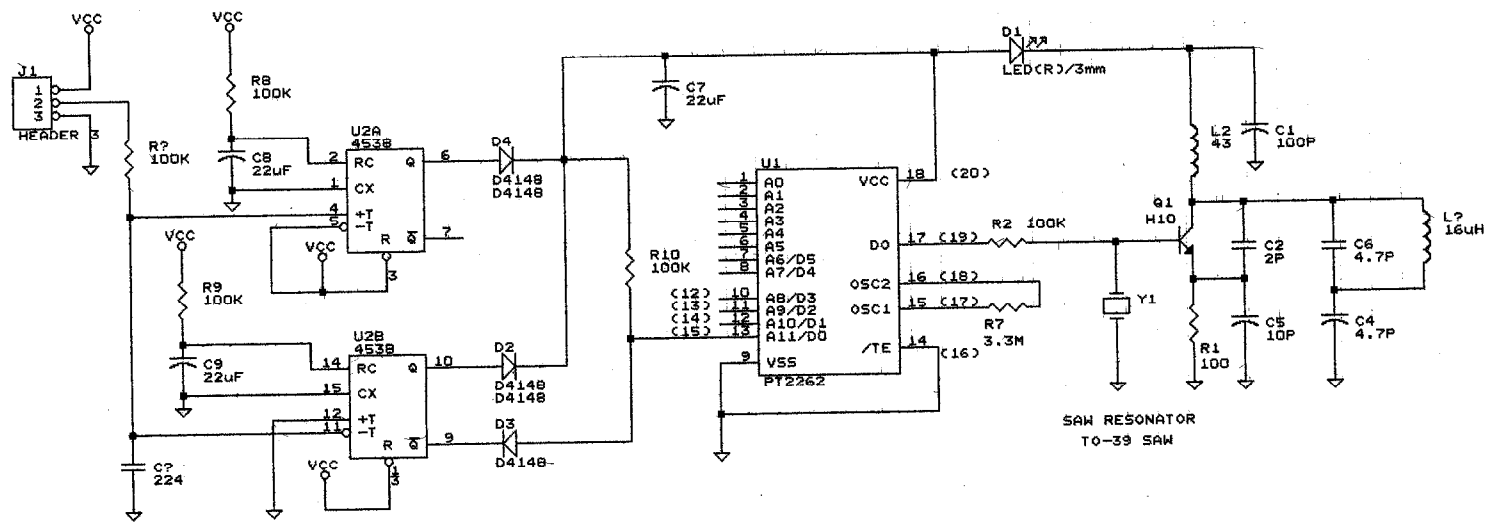 VCC
J1
1
2
3
HEADER 3
R?
100K
C?
224
VCC
R8
100K
C8
22uF
U2A
4538
2
RC
Q
6
1
CX
4
+T
5
-T
R
Q
7
3
VCC
D4
D4148
D4148
VCC
R9
100K
C9
22uF
U2B
4538
14
RC
Q
10
15
CX
12
+T
11
-T
R
Q
9
13
VCC
D2
D4148
D4148
D3
D4148
R10
100K
C7
22uF
U1
1
A0
2
A1
3
A2
4
A3
5
A4
6
A5
7
A6/D5
8
A7/D4
(12)
10
A8/D3
(13)
11
A9/D2
(14)
12
A10/D1
(15)
13
A11/D0
9
VSS
PT2262
VCC
18
(20)
DO
17
(19)
OSC2
16
(18)
OSC1
15
(17)
/TE
14
(16)
R2 100K
R7
3.3M
D1
LED(R)/3mm
L2
43
C1
100P
Q1
H10
Y1
R1
100
C2
2P
C5
10P
C6
4.7P
C4
4.7P
L?
16uH
SAW RESONATOR
TO-39 SAW